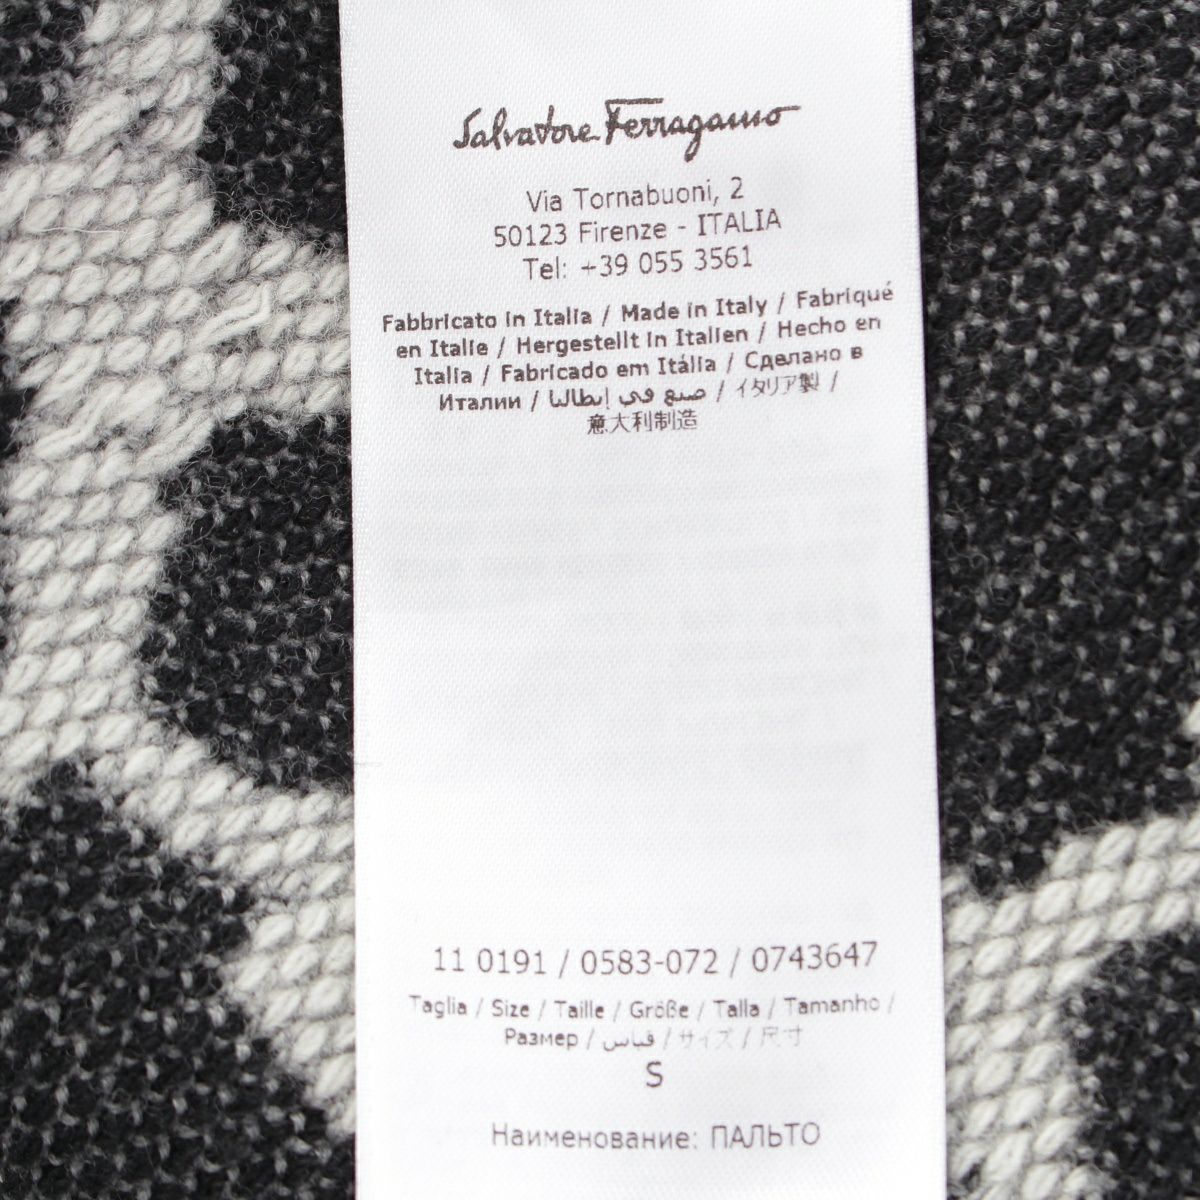 Salvatore Ferragamo
Via Tornabuoni, 2
50123 Firenze - ITALIA
Tel: +39 055 3561
Fabbricato in Italia / Made in Italy / Fabriqué
en Italie / Hergestellt in Italien / Hecho en
Italia / Fabricado em Itália / Сделано в
Италии / صنع في إيطاليا / イタリア製 /
意大利制造
11 0191 / 0583-072 / 0743647
Taglia / Size / Taille / Größe / Talla / Tamanho /
Размер / قياس / サイズ / 尺寸
S
Наименование: ПАЛЬТО